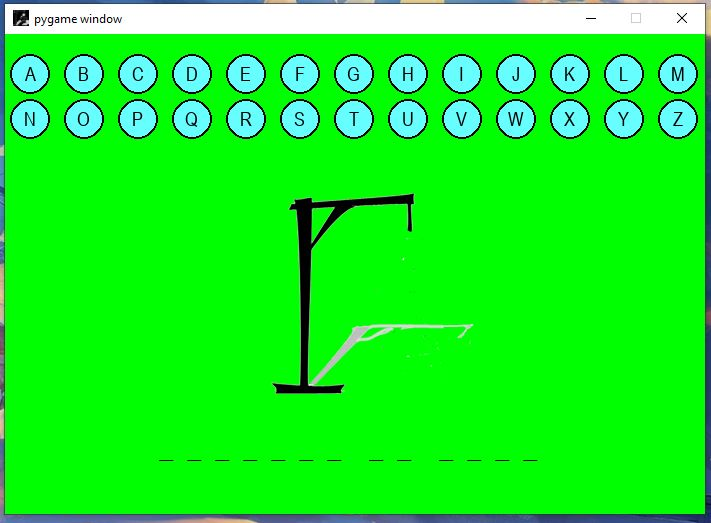 pygame window
A B C D E F G H I J K L M
N O P Q R S T U V W X Y Z
_ _ _ _ _ _ _  _ _  _ _ _ _